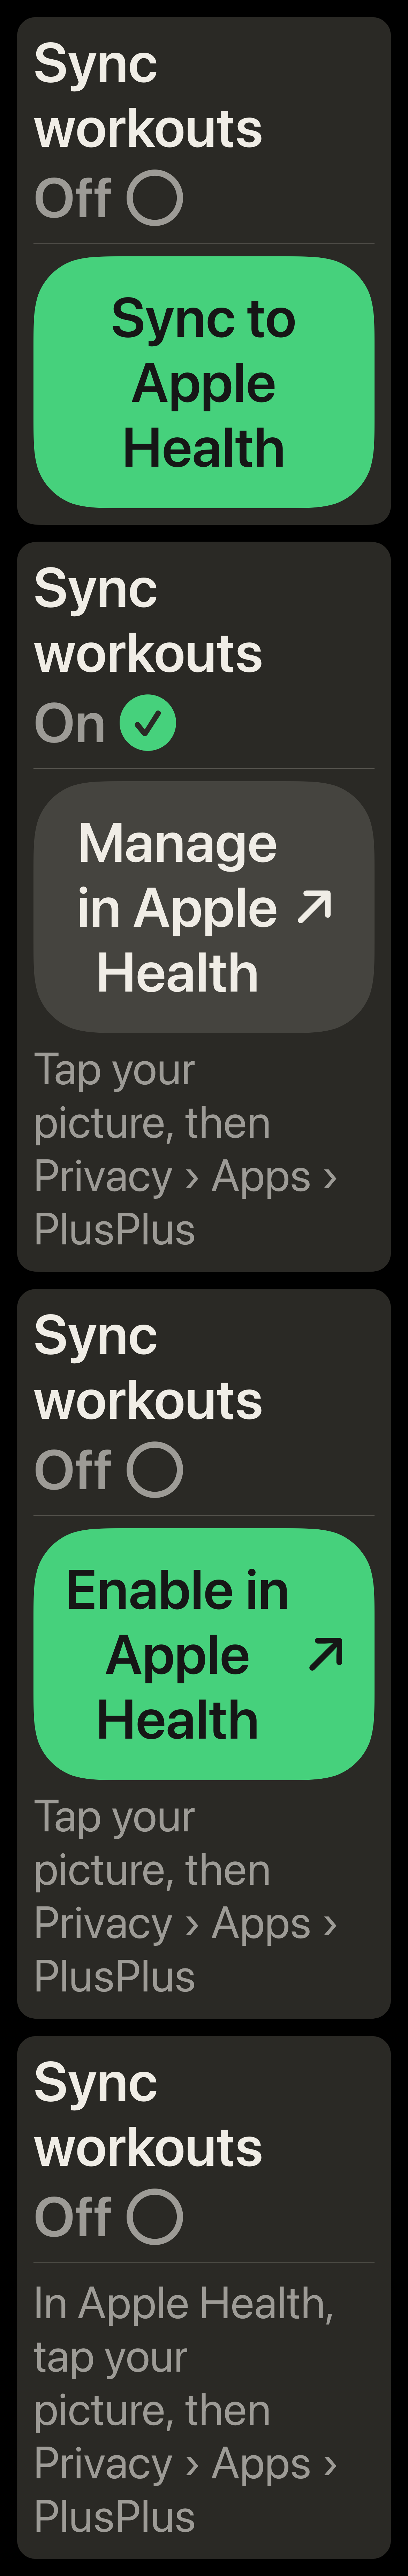 Sync
workouts
Off
Sync to
Apple
Health
Sync
workouts
On
Manage
in Apple
Health
Tap your
picture, then
Privacy › Apps ›
PlusPlus
Sync
workouts
Off
Enable in
Apple
Health
Tap your
picture, then
Privacy › Apps ›
PlusPlus
Sync
workouts
Off
In Apple Health,
tap your
picture, then
Privacy › Apps ›
PlusPlus